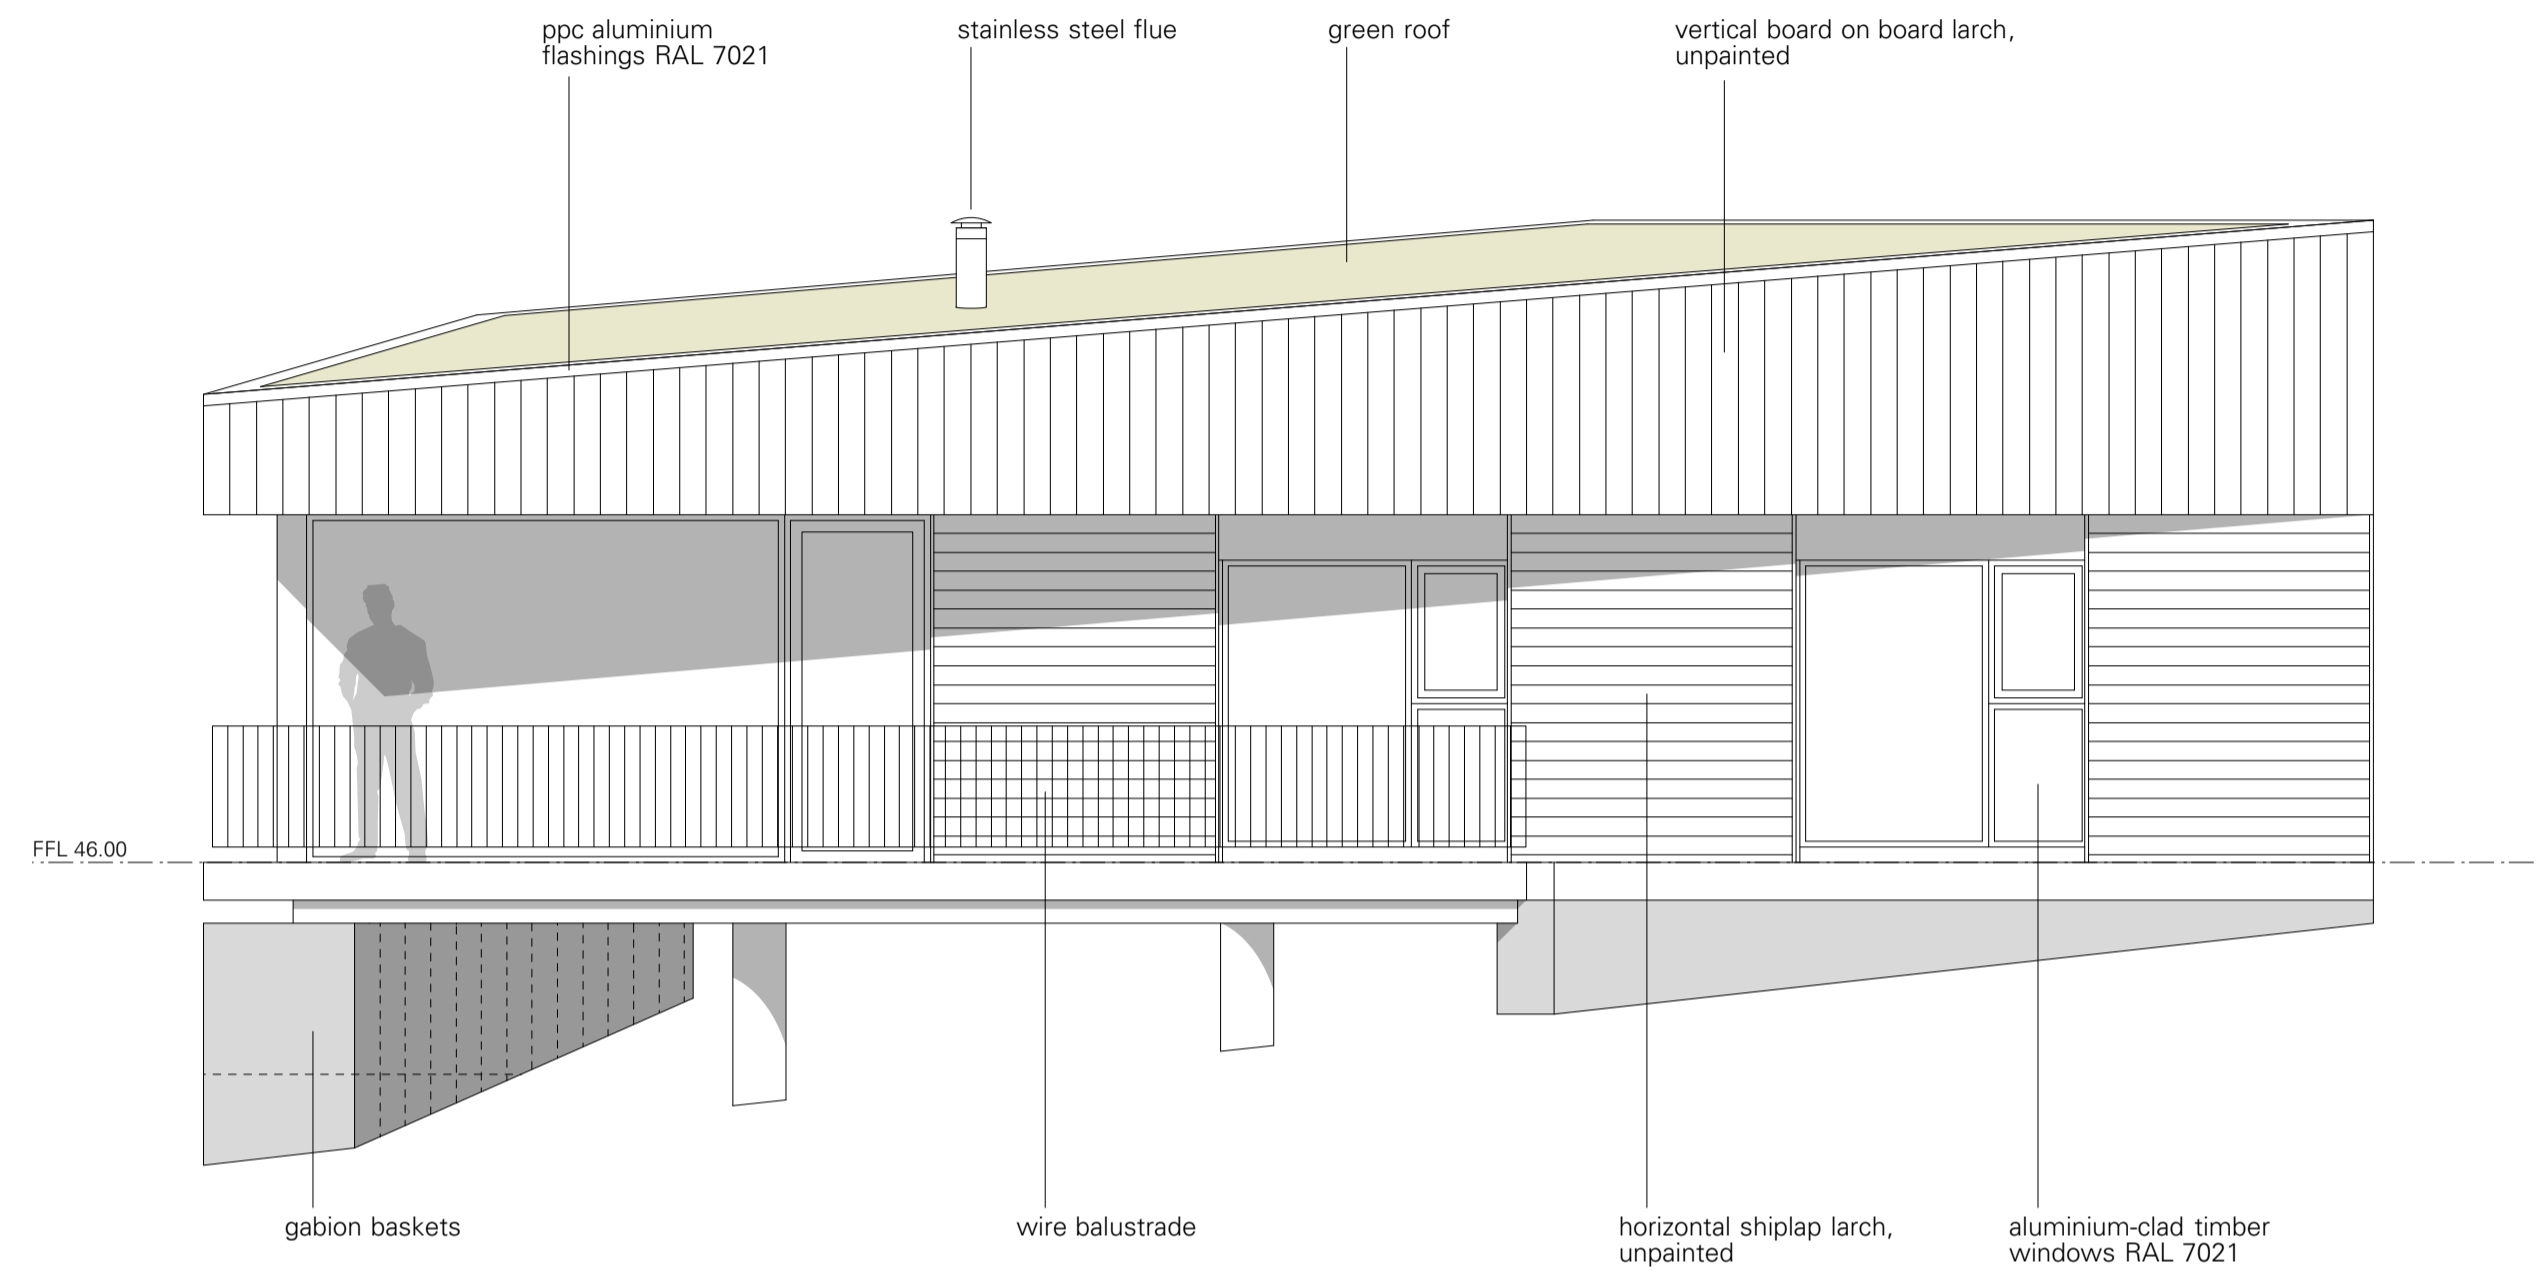 ppc aluminium
flashings RAL 7021
stainless steel flue
green roof
vertical board on board larch,
unpainted
FFL 46.00
gabion baskets
wire balustrade
horizontal shiplap larch,
unpainted
aluminium-clad timber
windows RAL 7021